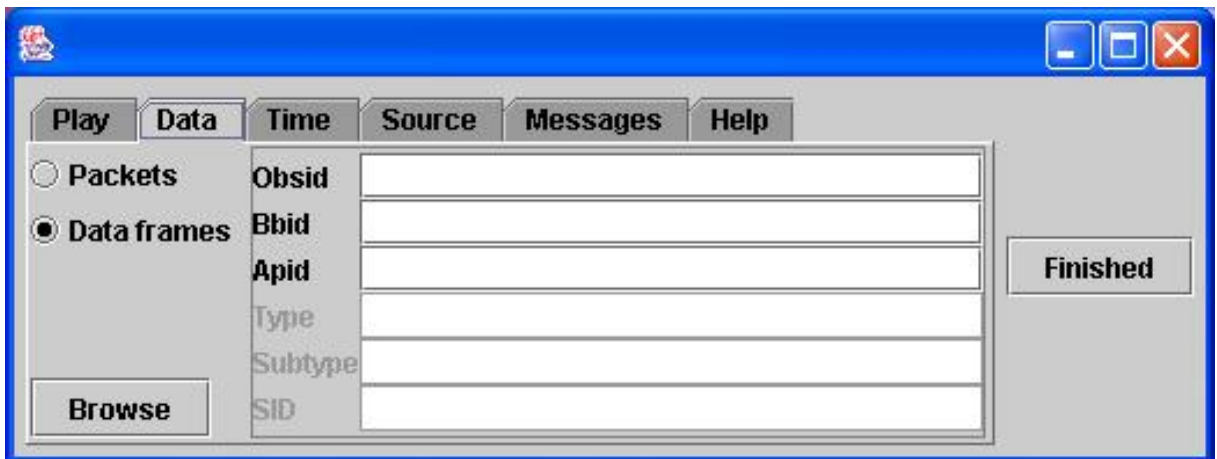 Play Data Time Source Messages Help
Packets
Data frames
Browse
Obsid
Bbid
Apid
Type
Subtype
SID
Finished